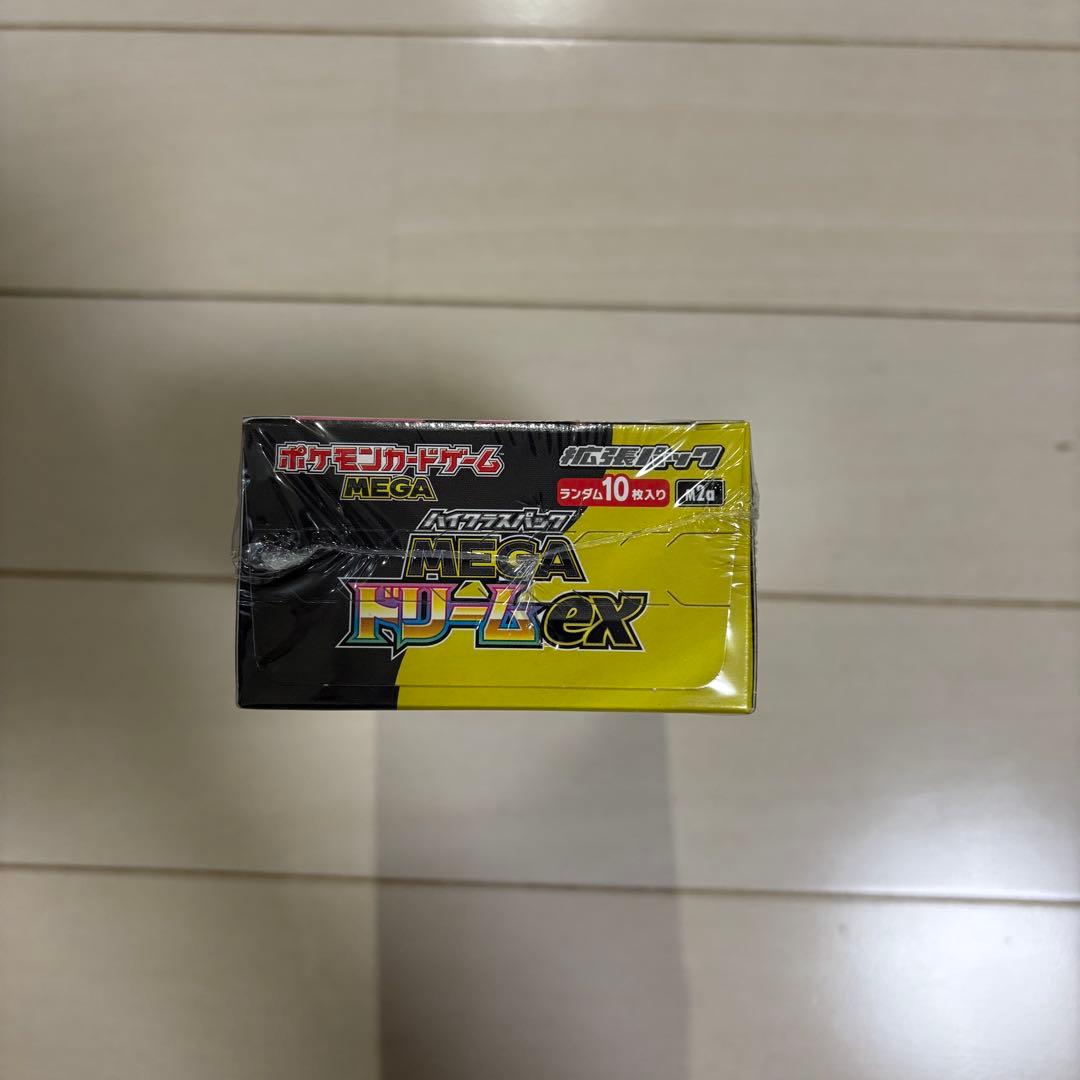 ポケモンカードゲーム
MEGA
拡張パック
ランダム10枚入り
M2a
ハイクラスパック
MEGA
ドリームex